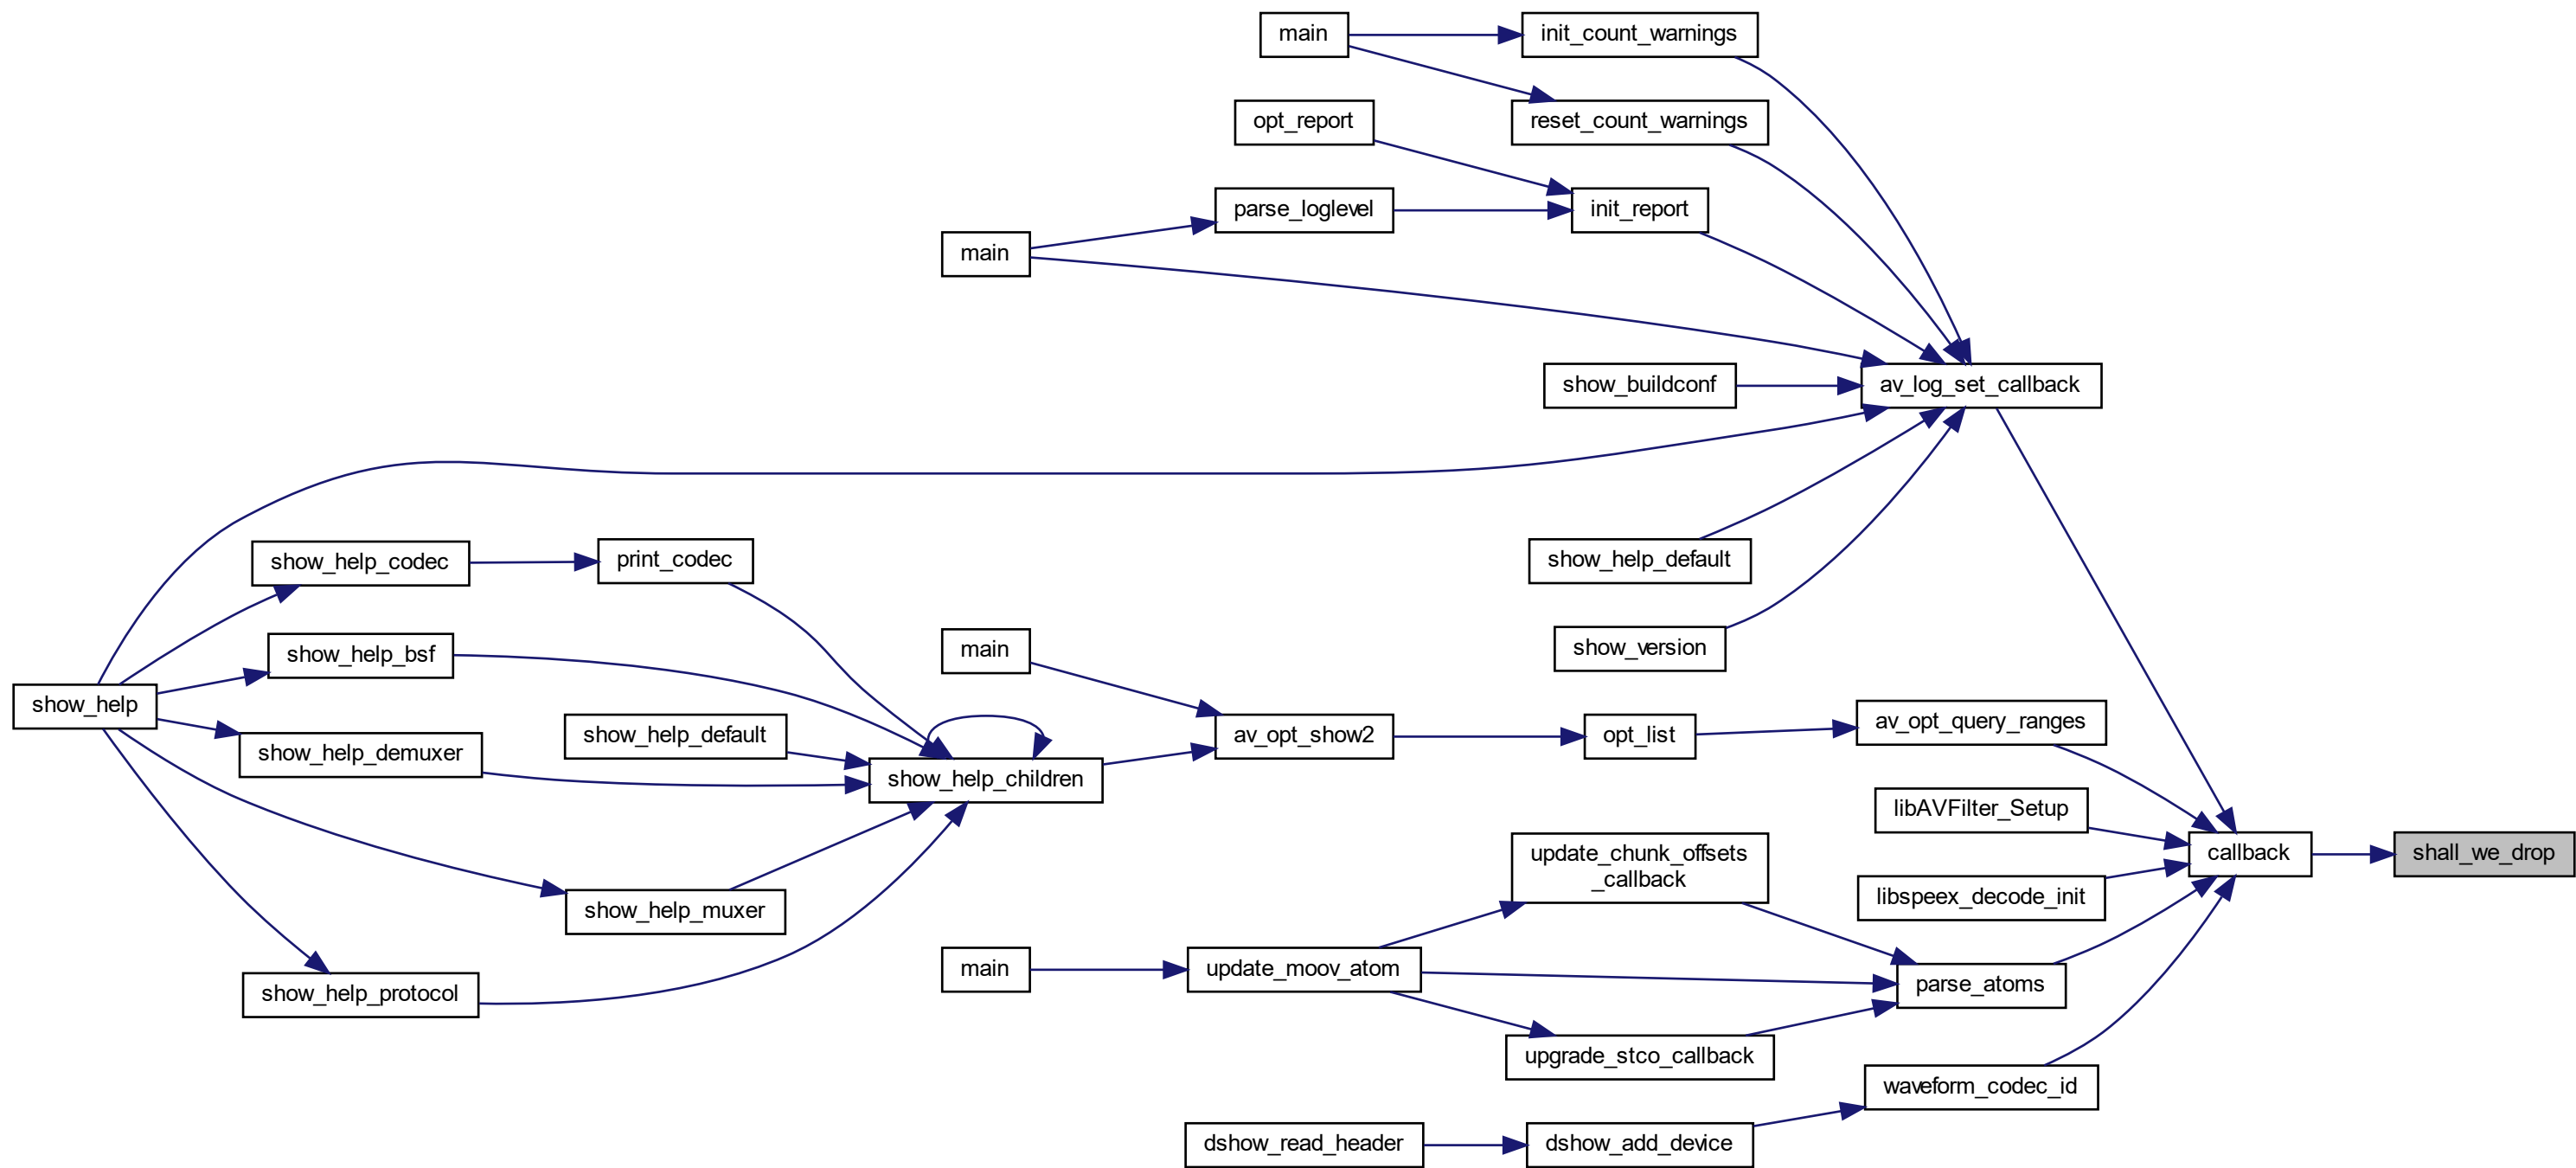 main
init_count_warnings
opt_report
reset_count_warnings
parse_loglevel
init_report
main
show_buildconf
av_log_set_callback
show_help_codec
print_codec
show_help_default
show_help_bsf
main
show_version
show_help
show_help_demuxer
show_help_default
show_help_children
av_opt_show2
opt_list
av_opt_query_ranges
libAVFilter_Setup
update_chunk_offsets
_callback
callback
shall_we_drop
show_help_muxer
libspeex_decode_init
show_help_protocol
main
update_moov_atom
parse_atoms
upgrade_stco_callback
waveform_codec_id
dshow_read_header
dshow_add_device